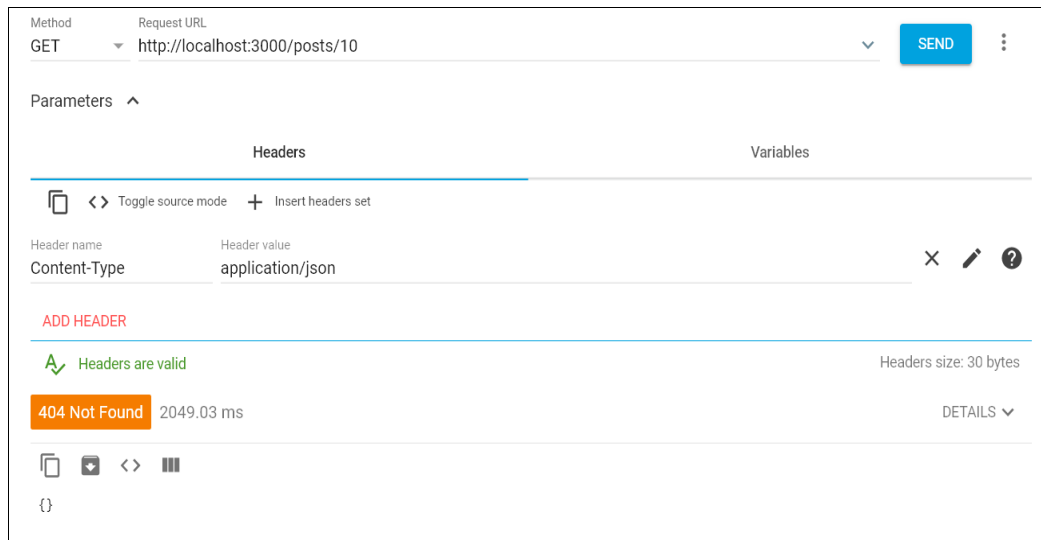 Method Request URL
GET http://localhost:3000/posts/10 SEND
Parameters
Headers Variables
<> Toggle source mode + Insert headers set
Header name Header value
Content-Type application/json
ADD HEADER
Headers are valid Headers size: 30 bytes
404 Not Found 2049.03 ms DETAILS
{}